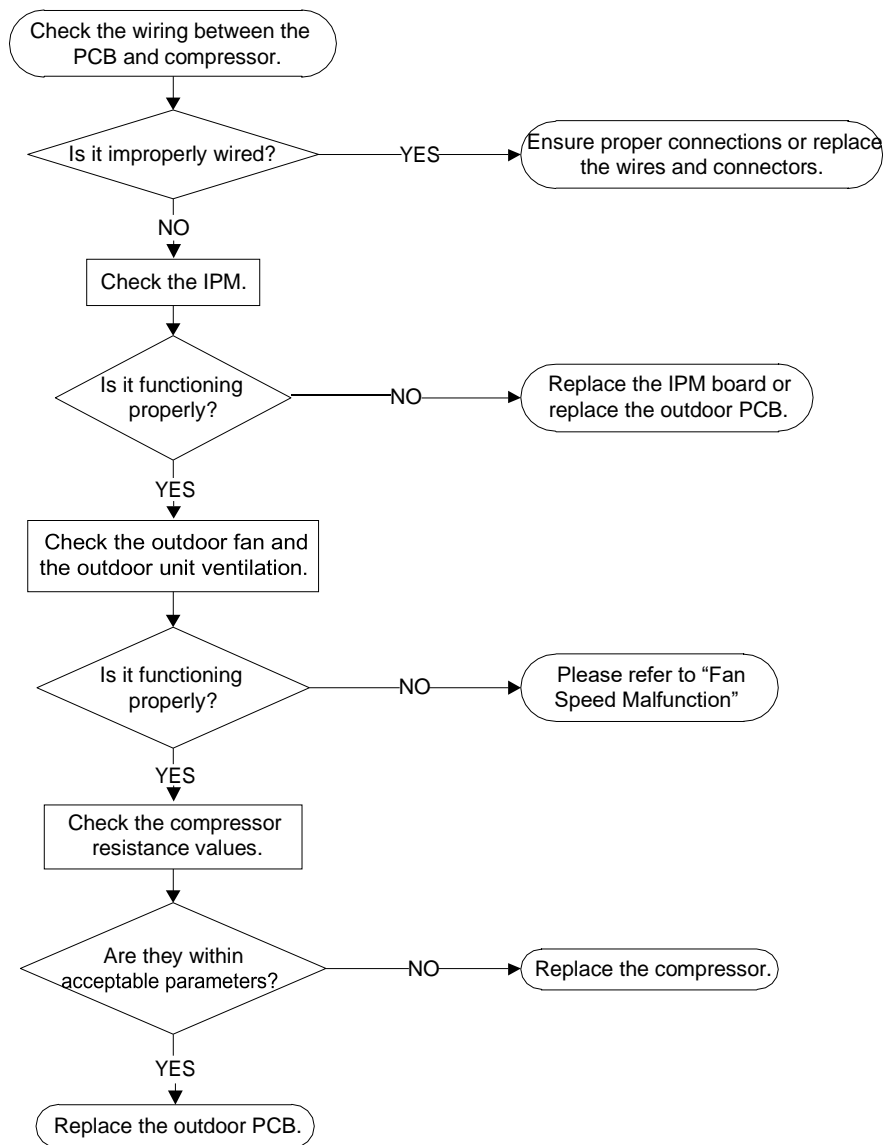 Check the wiring between the
PCB and compressor.
Is it improperly wired?
YES
Ensure proper connections or replace
the wires and connectors.
NO
Check the IPM.
Is it functioning
properly?
NO
Replace the IPM board or
replace the outdoor PCB.
YES
Check the outdoor fan and
the outdoor unit ventilation.
Is it functioning
properly?
NO
Please refer to “Fan
Speed Malfunction”
YES
Check the compressor
resistance values.
Are they within
acceptable parameters?
NO
Replace the compressor.
YES
Replace the outdoor PCB.